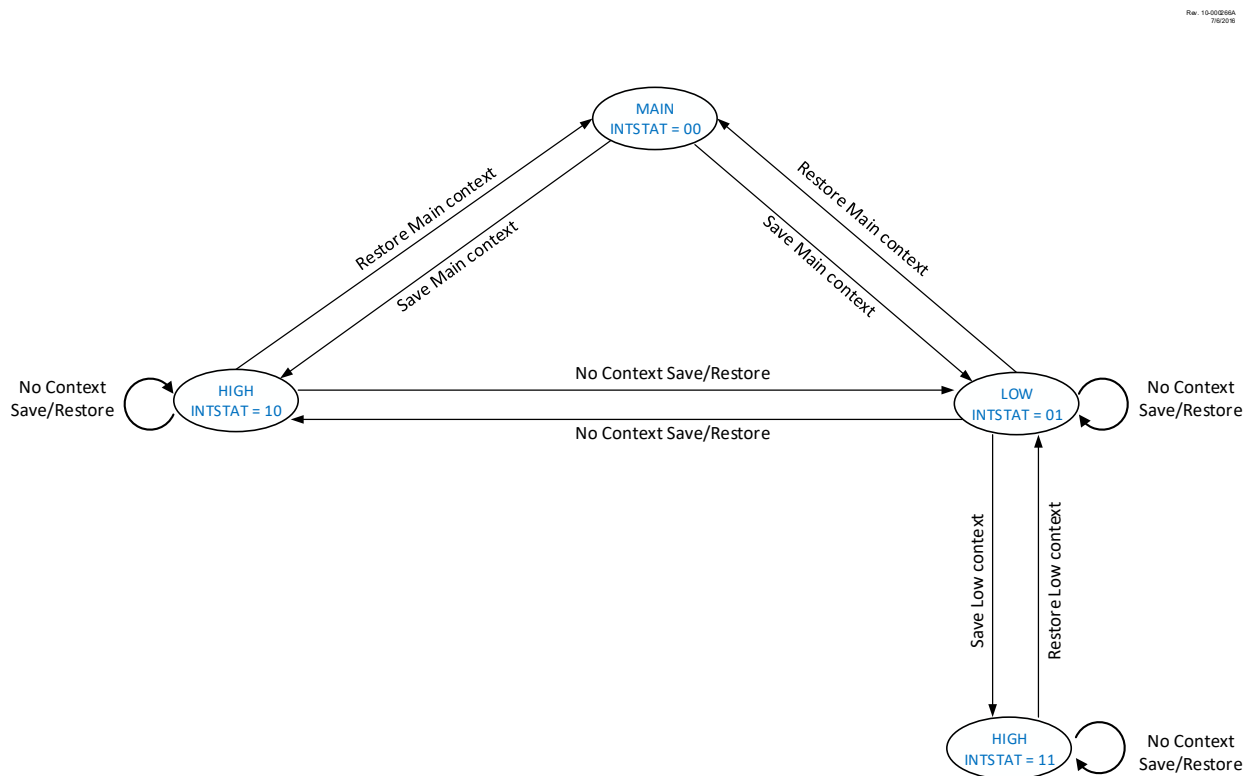 Rev. 10-000266A
7/6/2016
MAIN
INTSTAT = 00
Restore Main context
Save Main context
Save Main context
Restore Main context
No Context
Save/Restore
HIGH
INTSTAT = 10
No Context Save/Restore
No Context Save/Restore
LOW
INTSTAT = 01
No Context
Save/Restore
Save Low context
Restore Low context
HIGH
INTSTAT = 11
No Context
Save/Restore